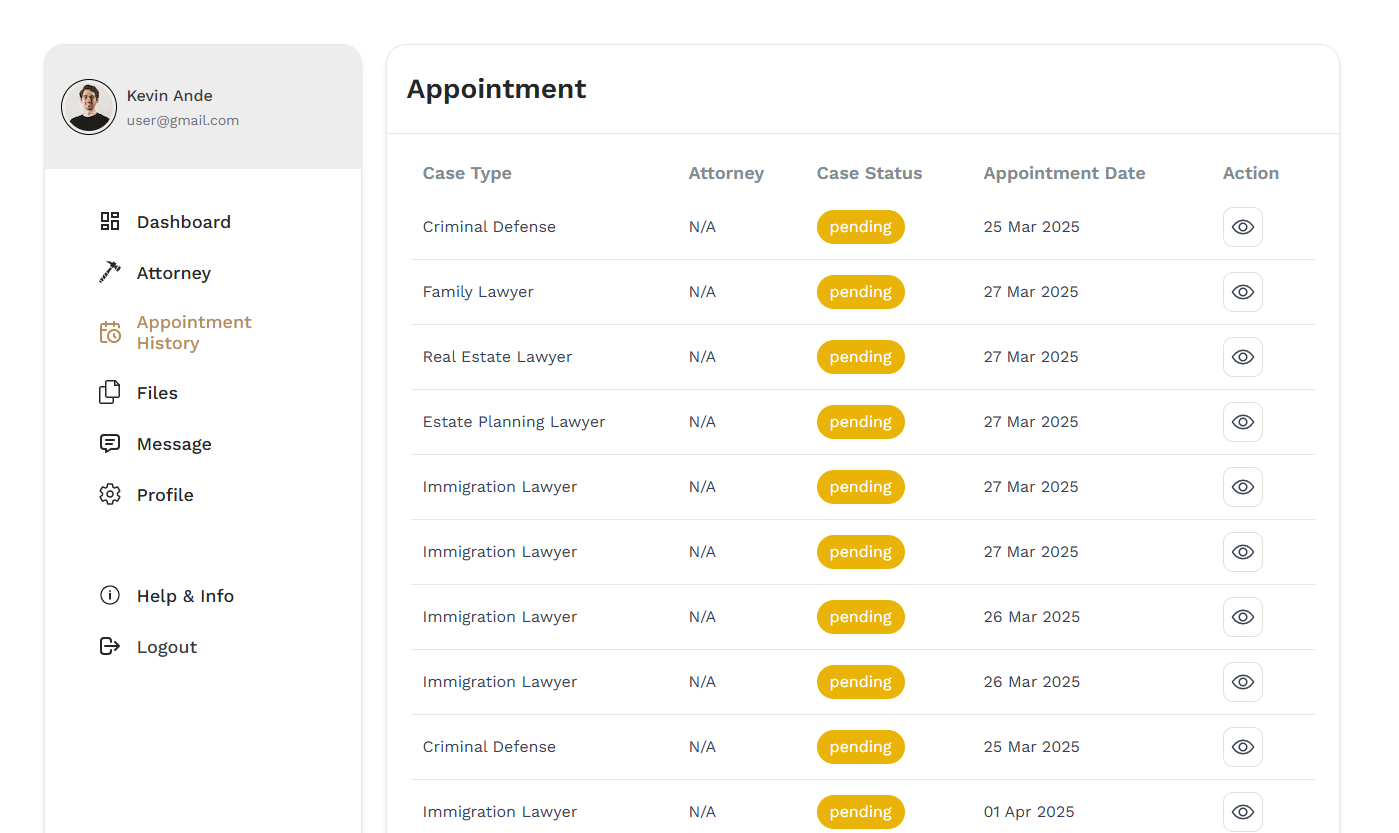 Kevin Ande
user@gmail.com
Dashboard
Attorney
Appointment
History
Files
Message
Profile
Help & Info
Logout
Appointment
Case Type Attorney Case Status Appointment Date Action
Criminal Defense N/A pending 25 Mar 2025
Family Lawyer N/A pending 27 Mar 2025
Real Estate Lawyer N/A pending 27 Mar 2025
Estate Planning Lawyer N/A pending 27 Mar 2025
Immigration Lawyer N/A pending 27 Mar 2025
Immigration Lawyer N/A pending 27 Mar 2025
Immigration Lawyer N/A pending 26 Mar 2025
Immigration Lawyer N/A pending 26 Mar 2025
Criminal Defense N/A pending 25 Mar 2025
Immigration Lawyer N/A pending 01 Apr 2025